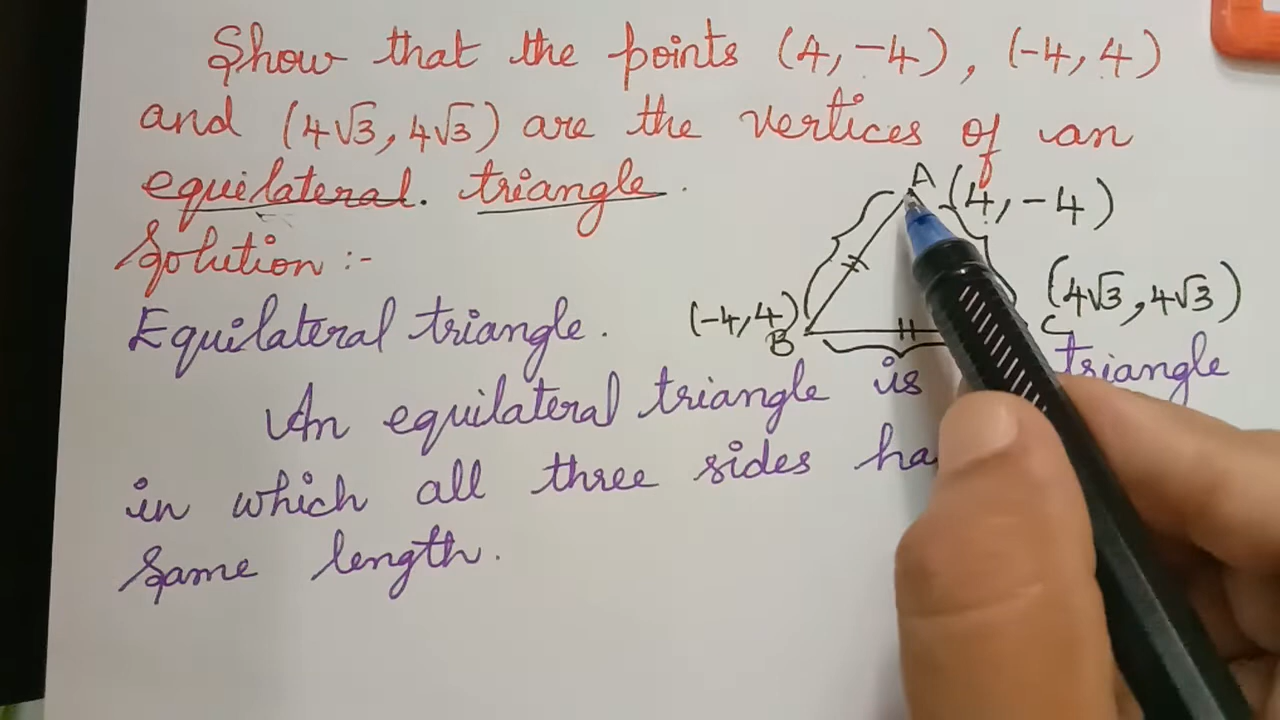 Show that the points (4, -4), (-4, 4)
and (4√3, 4√3) are the vertices of an
equilateral. triangle.
A (4, -4)
Solution :-
(4√3, 4√3)
Equilateral triangle.
(-4, 4)
B
C
An equilateral triangle is triangle
in which all three sides
same length.